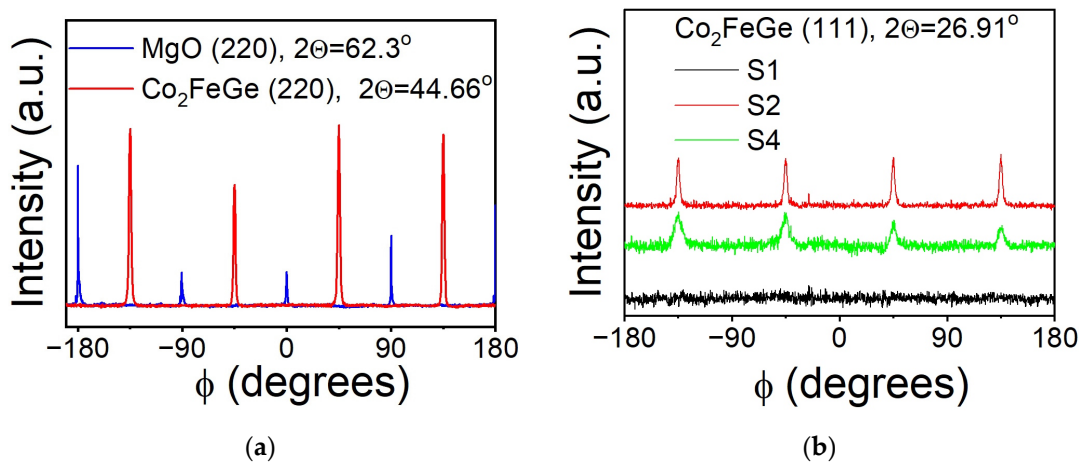 Intensity (a.u.)
MgO (220), 2Θ=62.3°
Co₂FeGe (220), 2Θ=44.66°
−180 −90 0 90 180
ϕ (degrees)
(a)
Intensity (a.u.)
Co₂FeGe (111), 2Θ=26.91°
S1
S2
S4
−180 −90 0 90 180
ϕ (degrees)
(b)